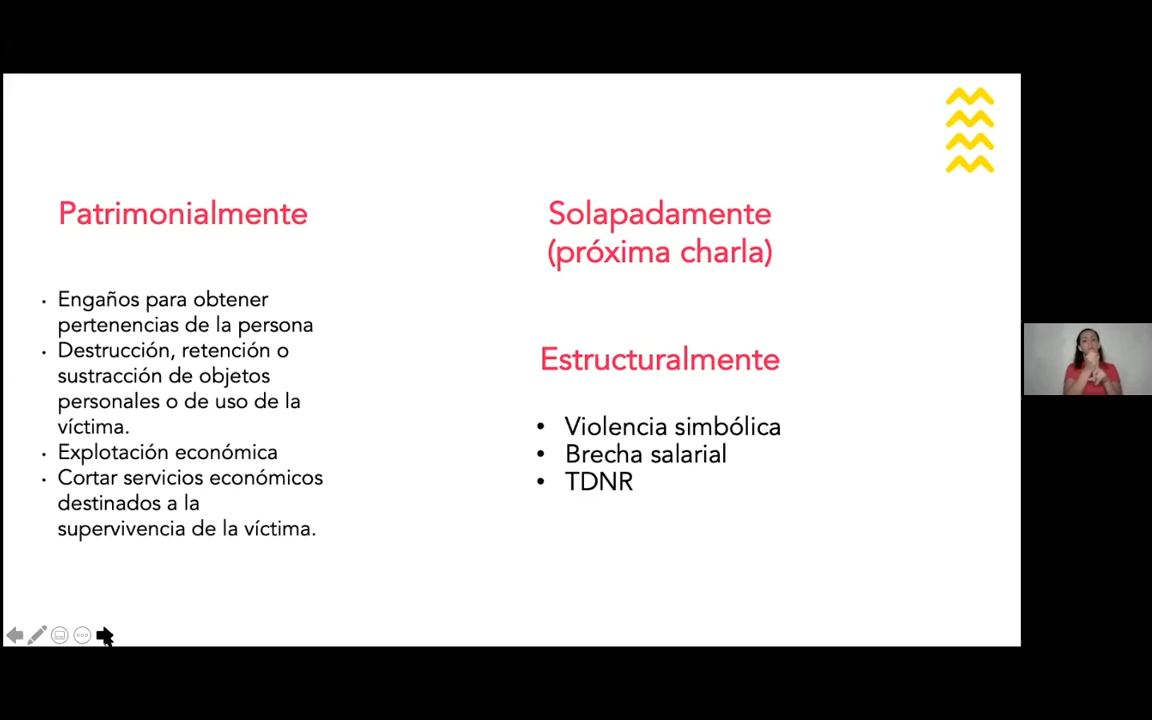 Patrimonialmente
• Engaños para obtener
pertenencias de la persona
• Destrucción, retención o
sustracción de objetos
personales o de uso de la
víctima.
• Explotación económica
• Cortar servicios económicos
destinados a la
supervivencia de la víctima.
Solapadamente
(próxima charla)
Estructuralmente
• Violencia simbólica
• Brecha salarial
• TDNR